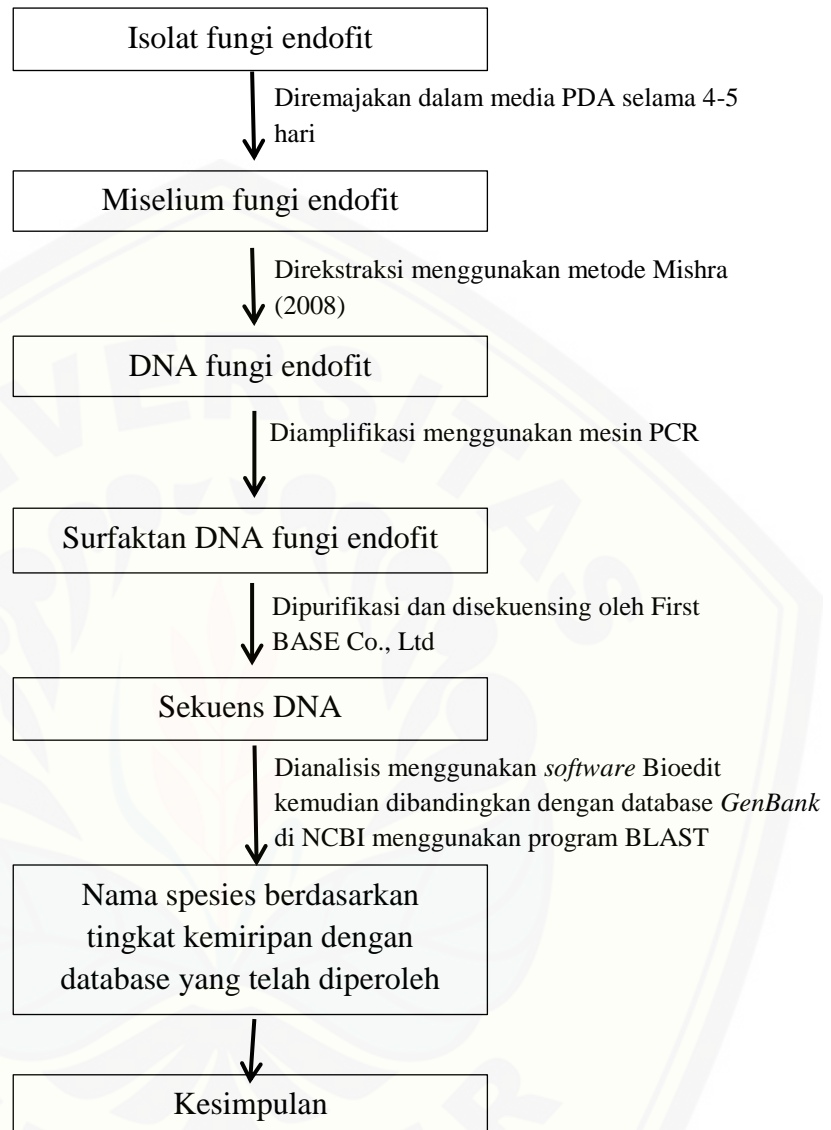 Isolat fungi endofit
Diremajakan dalam media PDA selama 4-5
hari
Miselium fungi endofit
Direkstraksi menggunakan metode Mishra
(2008)
DNA fungi endofit
Diamplifikasi menggunakan mesin PCR
Surfaktan DNA fungi endofit
Dipurifikasi dan disekuensing oleh First
BASE Co., Ltd
Sekuens DNA
Dianalisis menggunakan software Bioedit
kemudian dibandingkan dengan database GenBank
di NCBI menggunakan program BLAST
Nama spesies berdasarkan
tingkat kemiripan dengan
database yang telah diperoleh
Kesimpulan